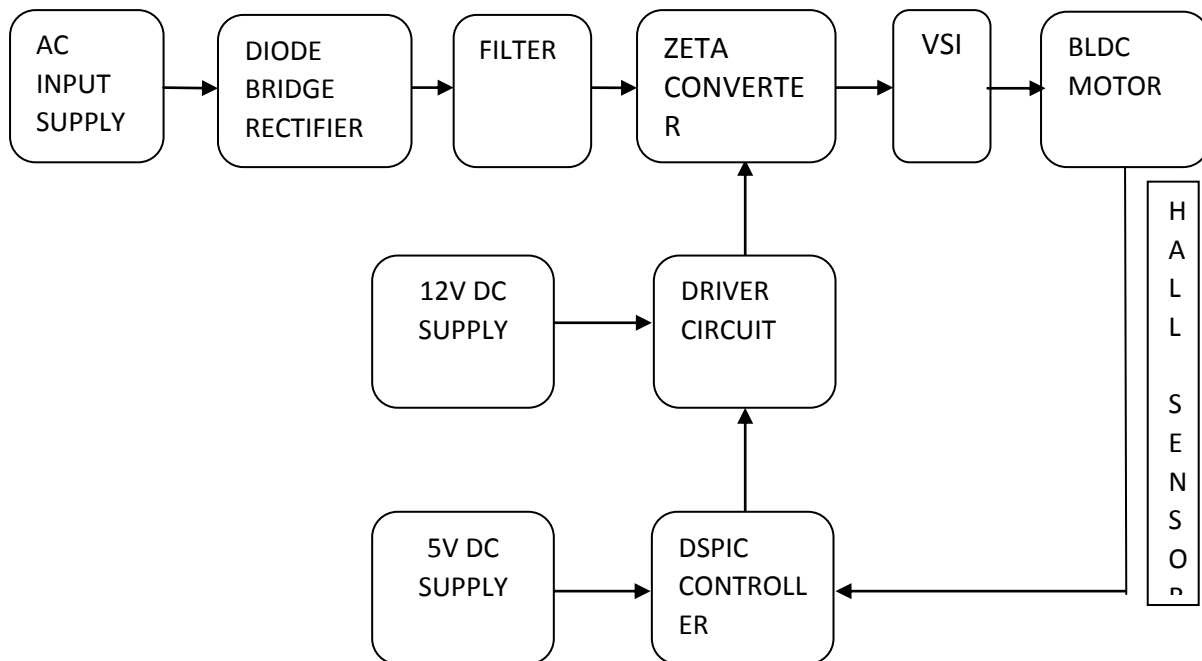 AC
INPUT
SUPPLY
DIODE
BRIDGE
RECTIFIER
FILTER
ZETA
CONVERTE
R
VSI
BLDC
MOTOR
H
A
L
L
S
E
N
S
O
12V DC
SUPPLY
DRIVER
CIRCUIT
5V DC
SUPPLY
DSPIC
CONTROLL
ER